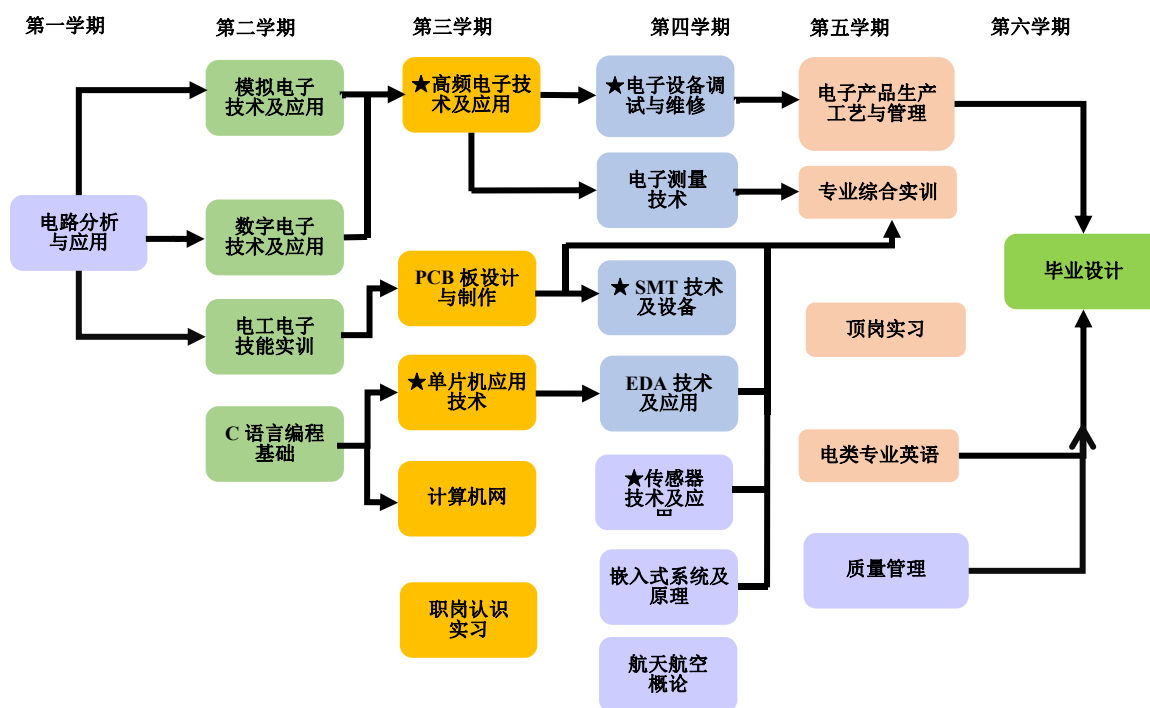 第一学期
第二学期
第三学期
第四学期
第五学期
第六学期
电路分析
与应用
模拟电子
技术及应用
数字电子
技术及应用
电工电子
技能实训
C 语言编程
基础
★高频电子技
术及应用
PCB 板设计
与制作
★单片机应用
技术
计算机网
职岗认识
实习
★电子设备调
试与维修
电子测量
技术
★ SMT 技术
及设备
EDA 技术
及应用
★传感器
技术及应
嵌入式系统及
原理
航天航空
概论
电子产品生产
工艺与管理
专业综合实训
顶岗实习
电类专业英语
质量管理
毕业设计